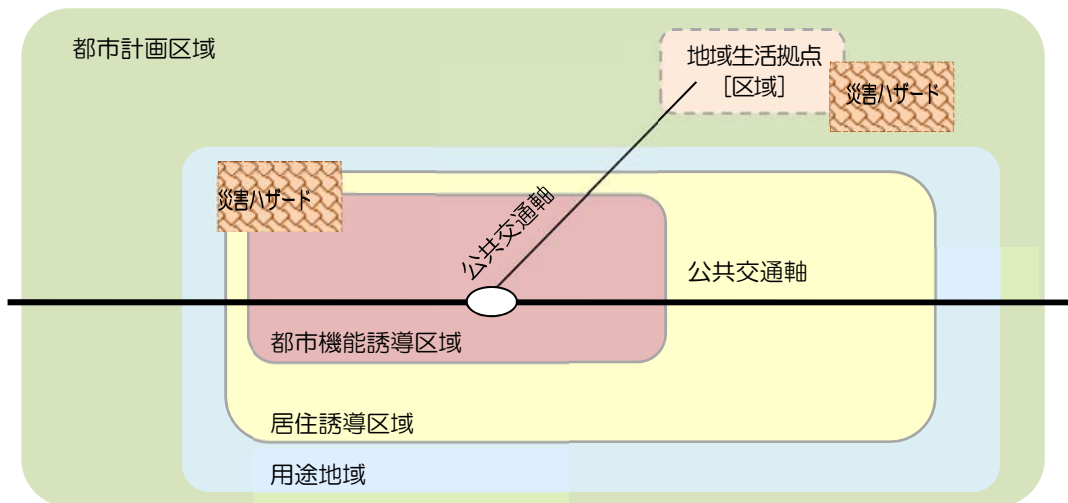 都市計画区域
地域生活拠点
［区域］
災害ハザード
災害ハザード
公共交通軸
公共交通軸
都市機能誘導区域
居住誘導区域
用途地域